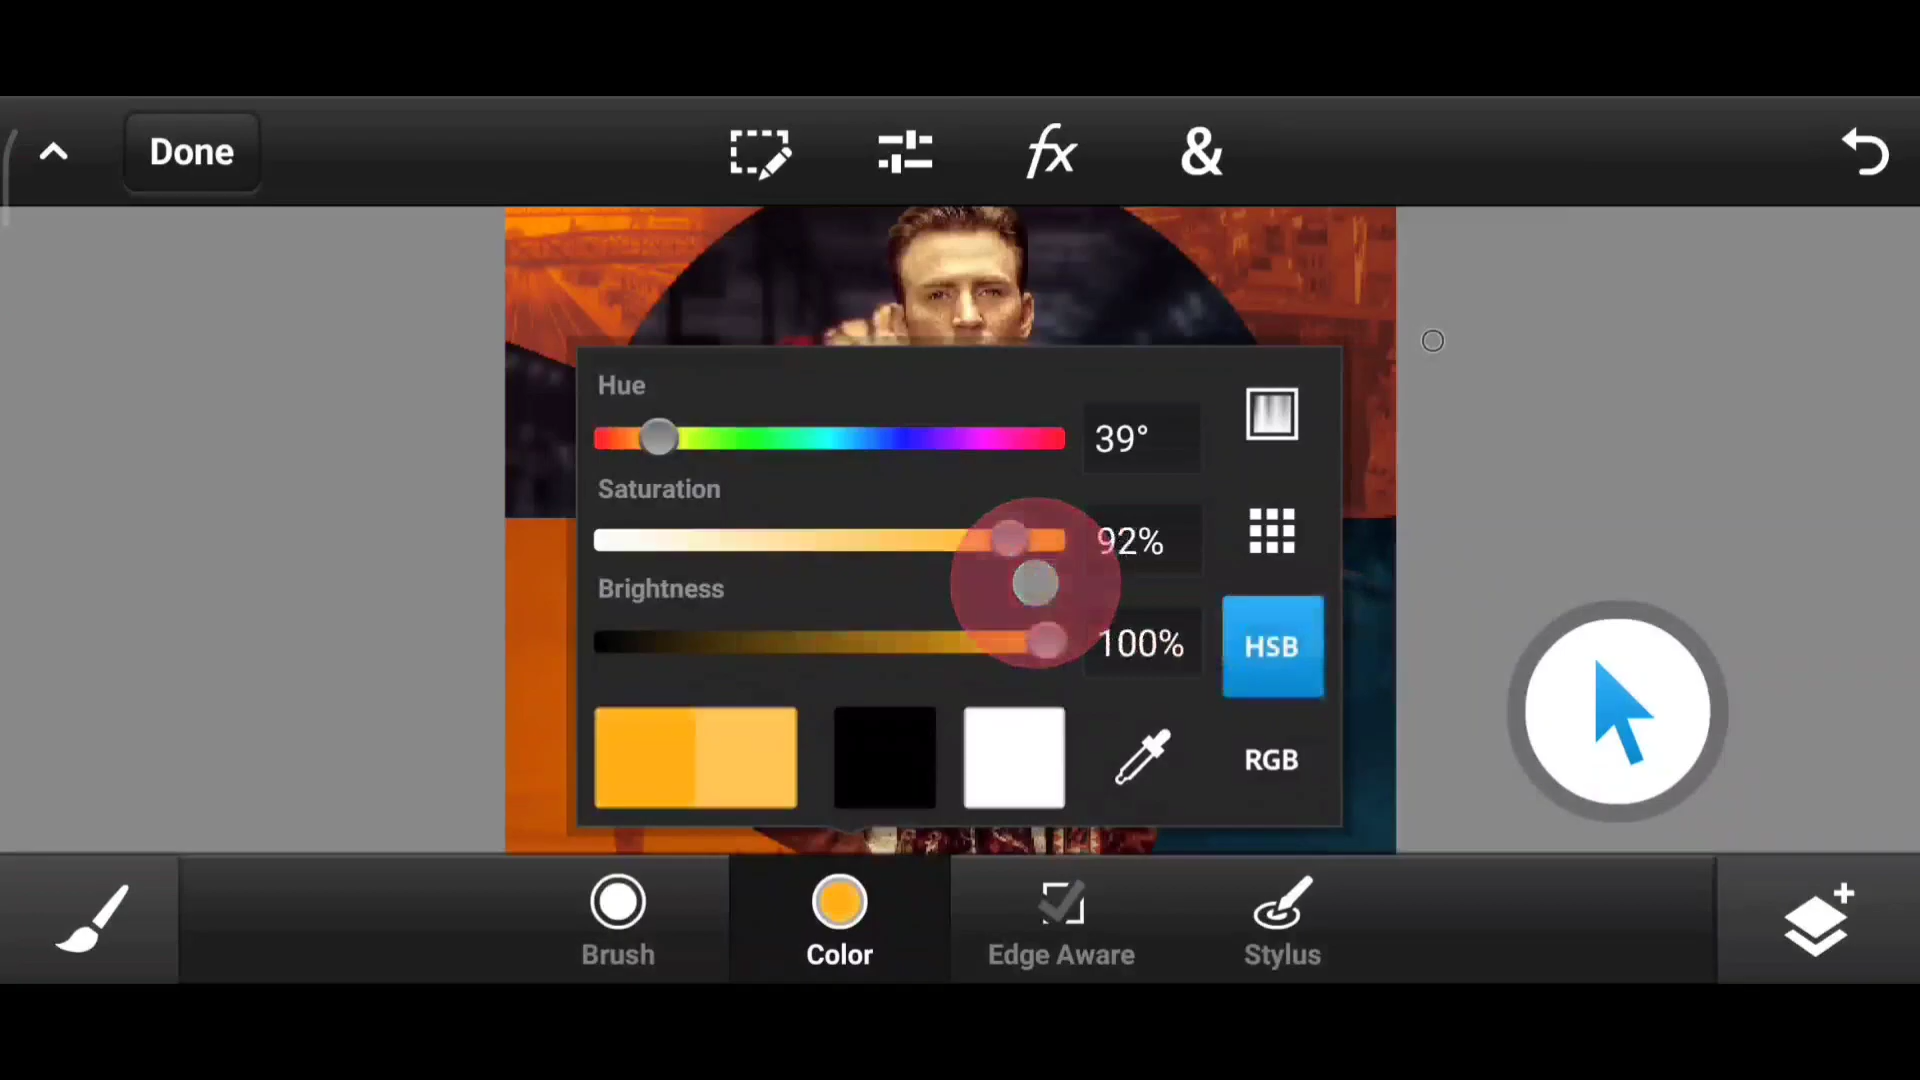 Done
fx
&
Hue
39°
Saturation
92%
Brightness
100%
HSB
RGB
Brush
Color
Edge Aware
Stylus